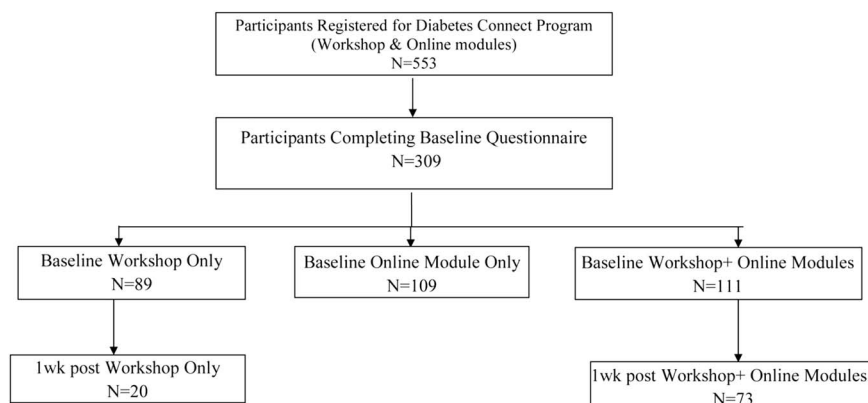 Participants Registered for Diabetes Connect Program
(Workshop & Online modules)
N=553
Participants Completing Baseline Questionnaire
N=309
Baseline Workshop Only
N=89
Baseline Online Module Only
N=109
Baseline Workshop+ Online Modules
N=111
1wk post Workshop Only
N=20
1wk post Workshop+ Online Modules
N=73